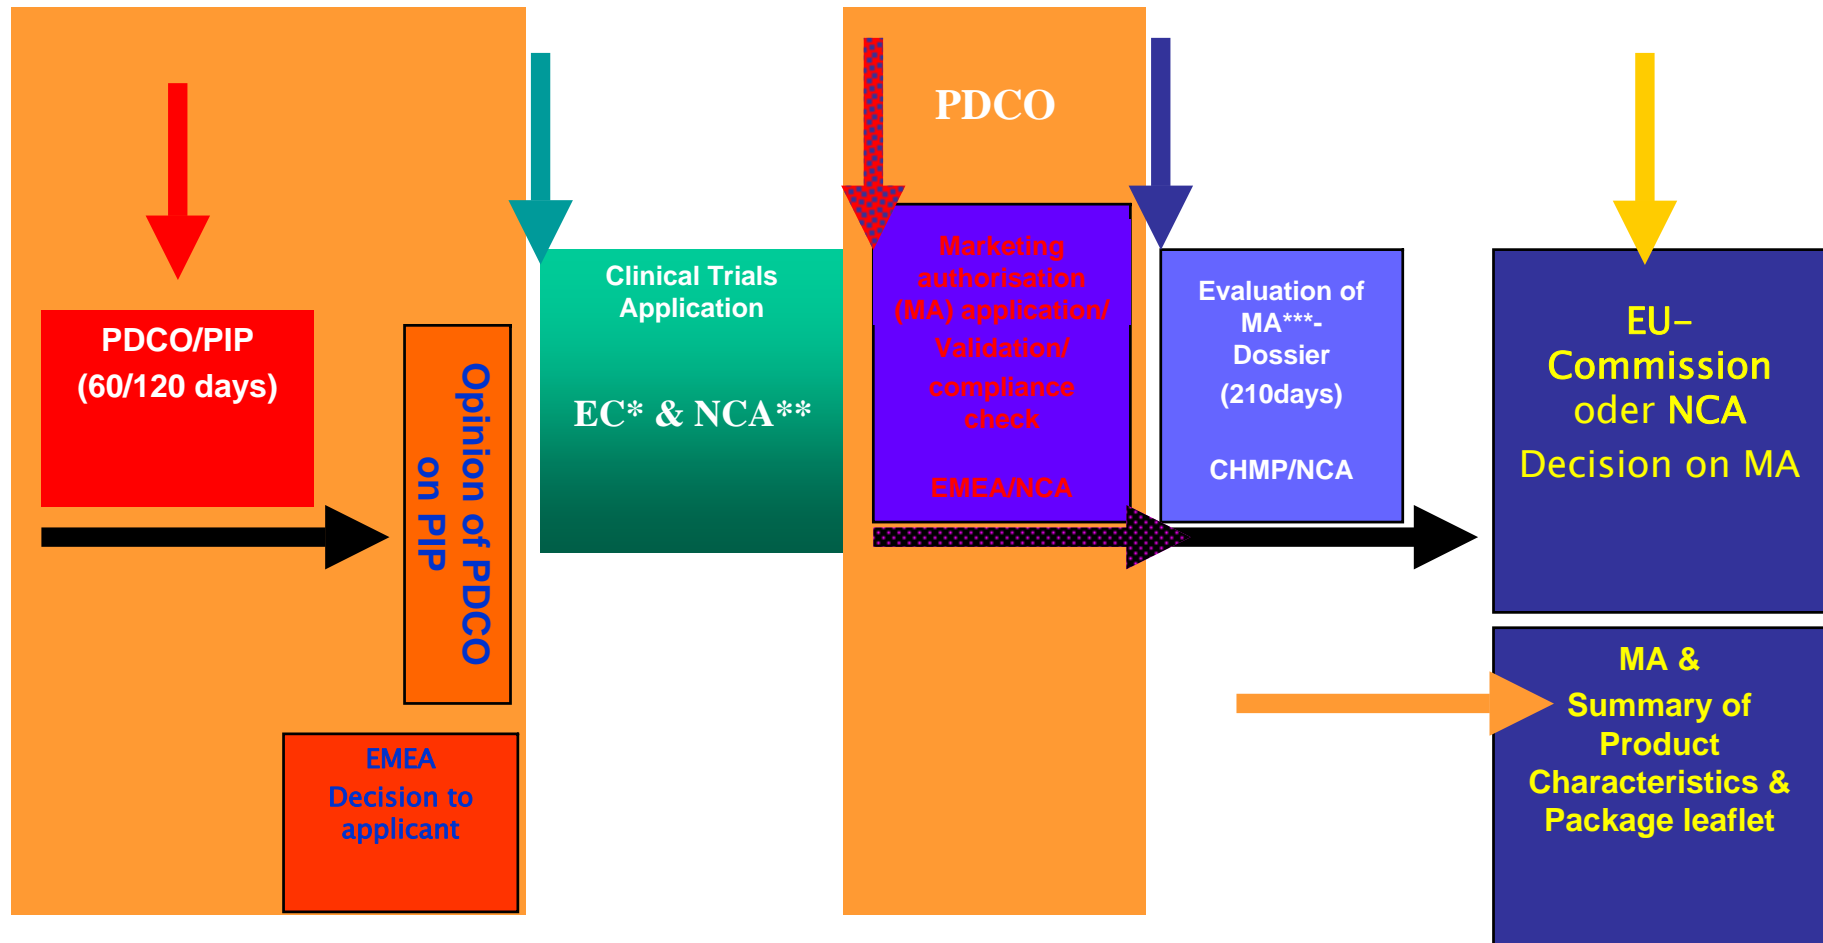 PDCO/PIP
(60/120 days)
Opinion of PDCO
on PIP
EMEA
Decision to
applicant
Clinical Trials
Application
EC* & NCA**
PDCO
Marketing
authorisation
(MA) application/
Validation/
compliance
check
EMEA/NCA
Evaluation of
MA***-
Dossier
(210days)
CHMP/NCA
EU-
Commission
oder NCA
Decision on MA
MA &
Summary of
Product
Characteristics &
Package leaflet